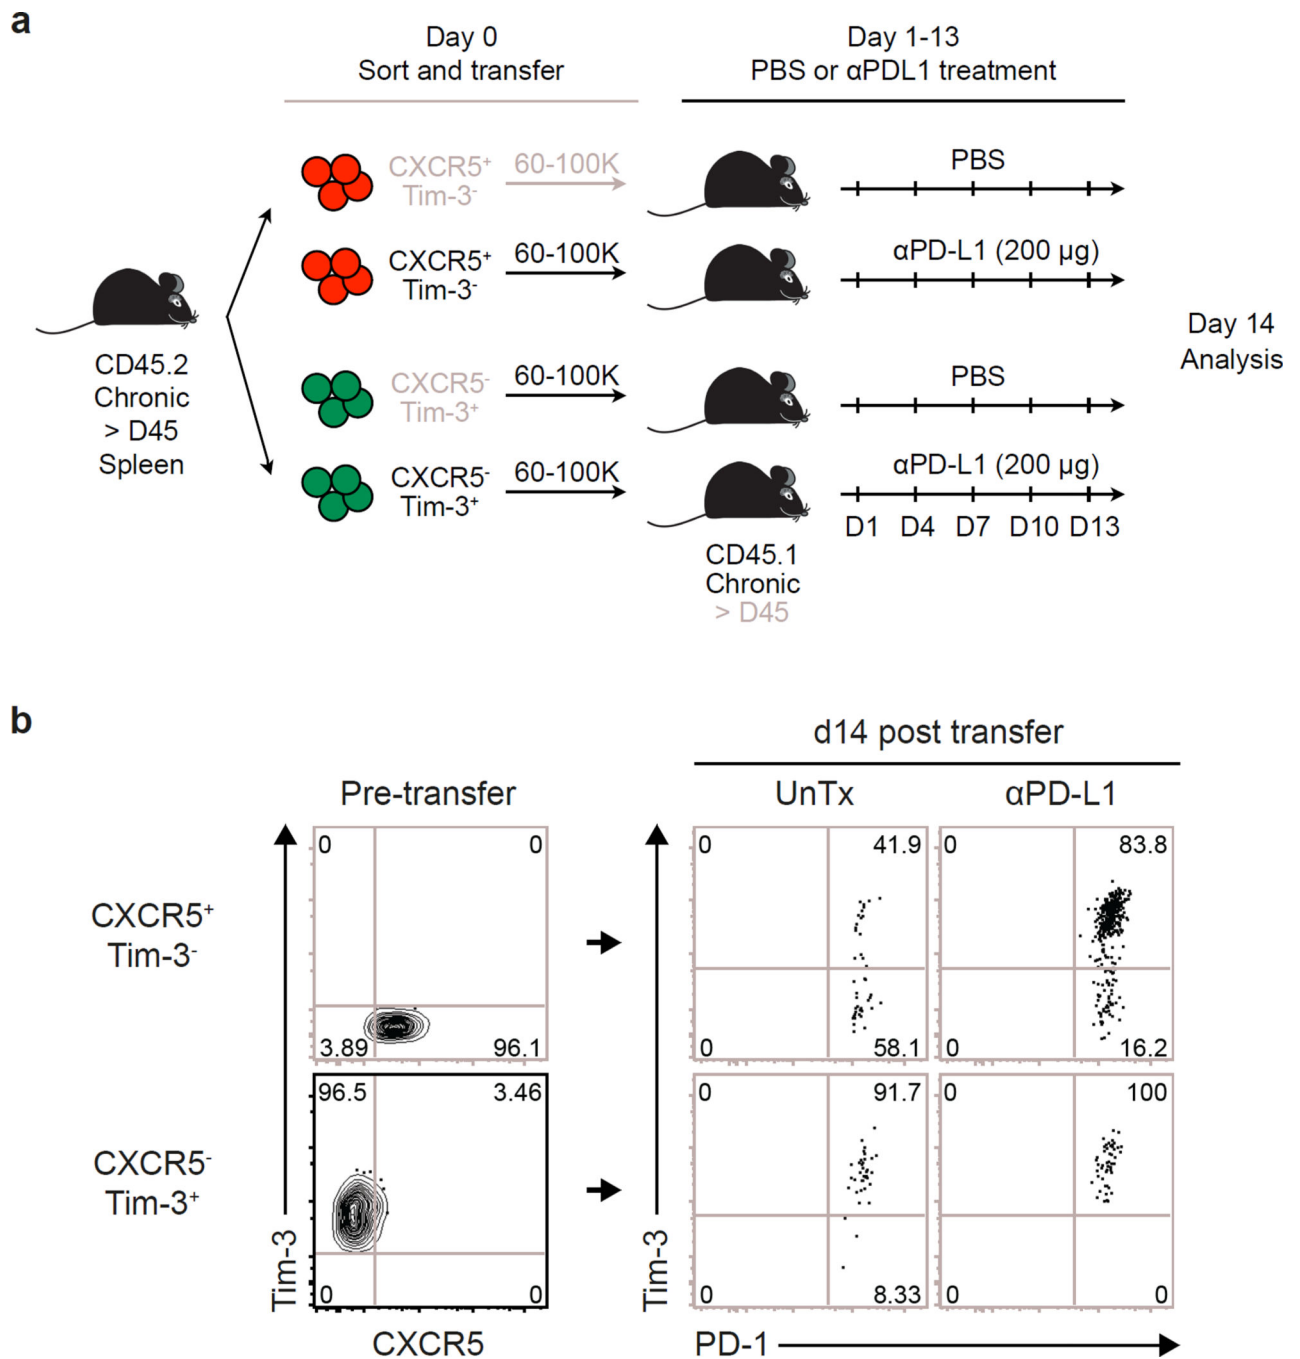 a
Day 0
Sort and transfer
Day 1-13
PBS or αPDL1 treatment
CXCR5⁺
Tim-3⁻
60-100K
PBS
CXCR5⁺
Tim-3⁻
60-100K
αPD-L1 (200 µg)
CD45.2
Chronic
> D45
Spleen
Day 14
Analysis
CXCR5⁻
Tim-3⁺
60-100K
PBS
CXCR5⁻
Tim-3⁺
60-100K
αPD-L1 (200 µg)
D1 D4 D7 D10 D13
CD45.1
Chronic
> D45
b
d14 post transfer
Pre-transfer
UnTx
αPD-L1
CXCR5⁺
Tim-3⁻
0 0
3.89 96.1
0 41.9
0 58.1
0 83.8
0 16.2
CXCR5⁻
Tim-3⁺
96.5 3.46
0 0
0 91.7
0 8.33
0 100
0 0
Tim-3
Tim-3
CXCR5
PD-1